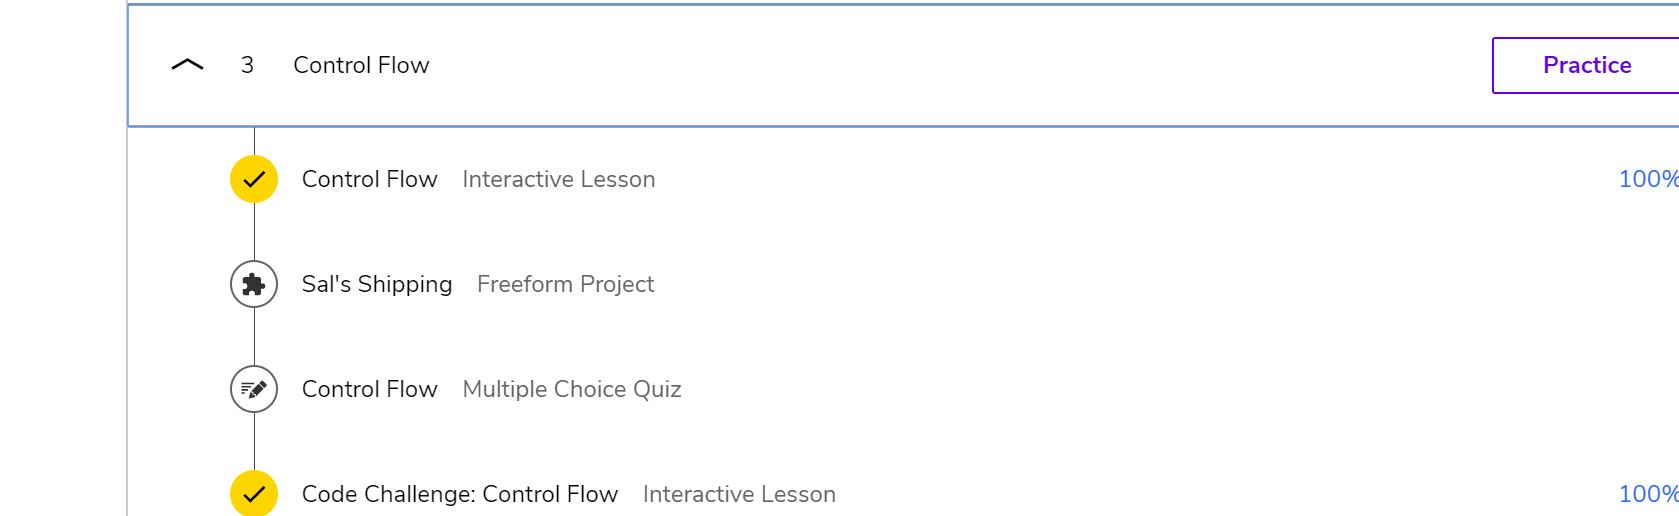 3 Control Flow Practice
Control Flow Interactive Lesson 100%
Sal's Shipping Freeform Project
Control Flow Multiple Choice Quiz
Code Challenge: Control Flow Interactive Lesson 100%